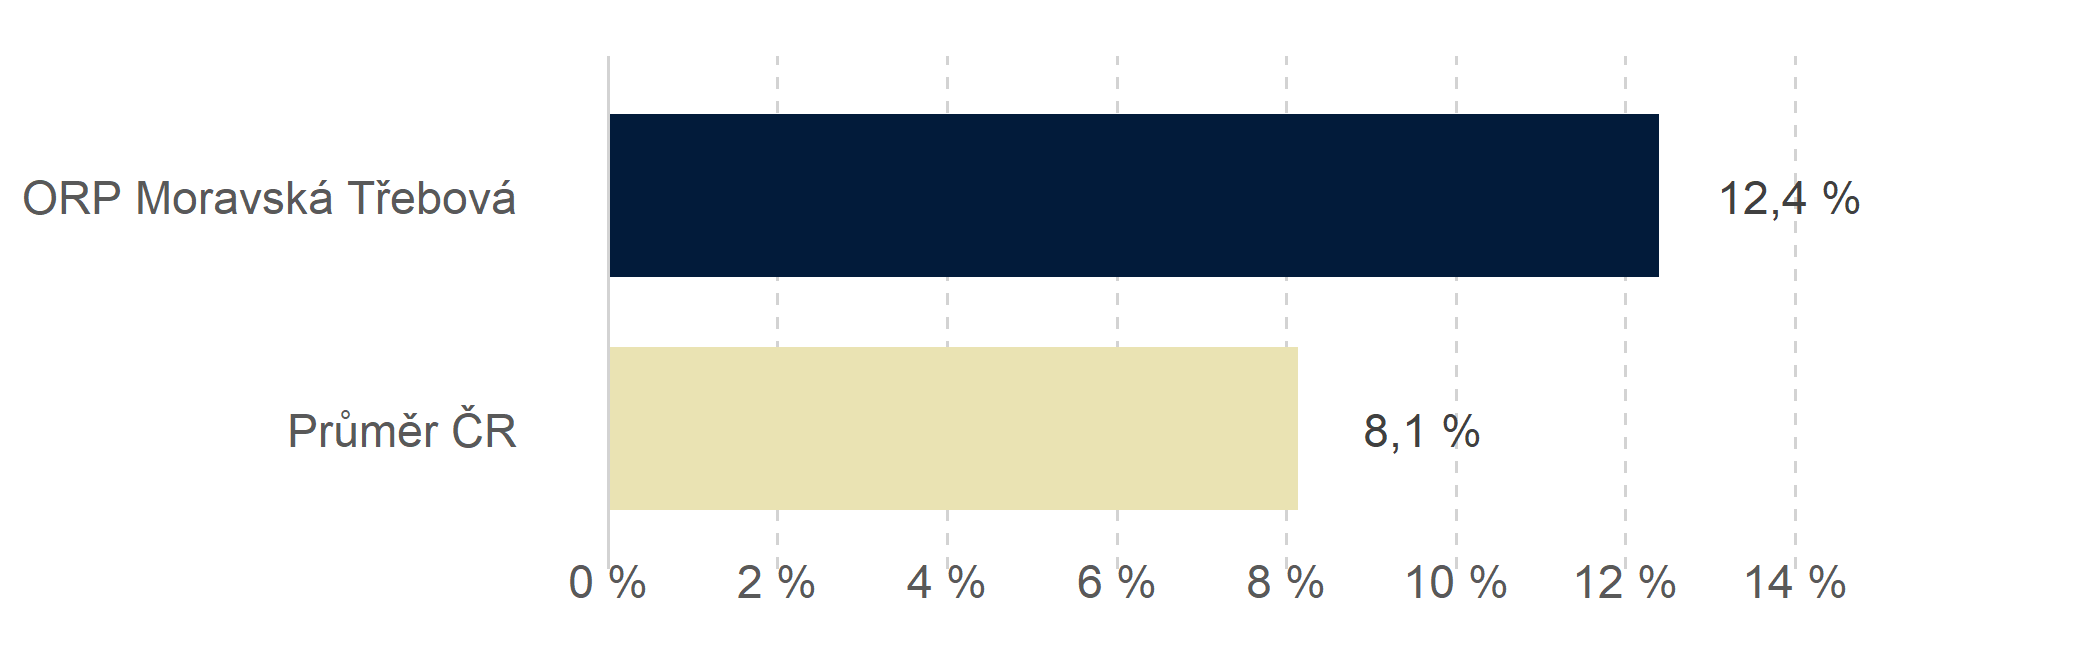 ORP Moravská Třebová
12,4 %
Průměr ČR
8,1 %
0 % 2 % 4 % 6 % 8 % 10 % 12 % 14 %